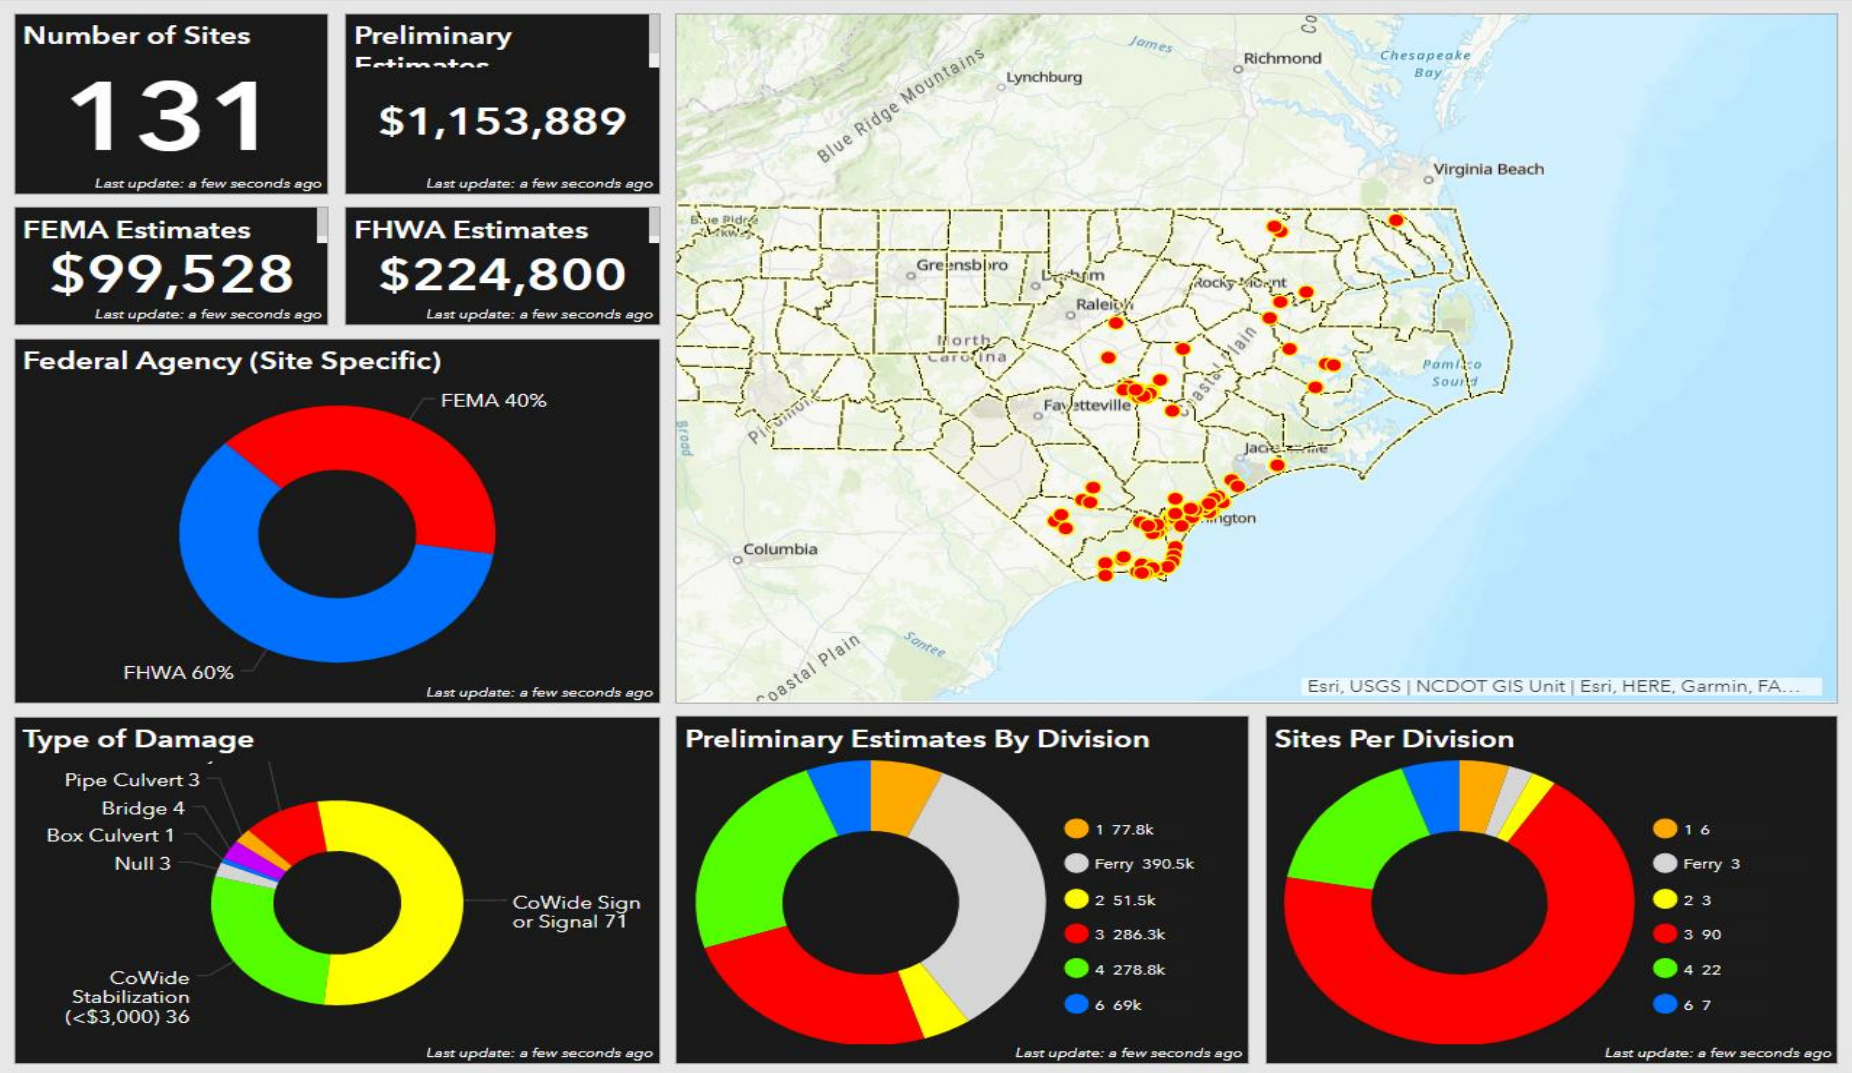 Number of Sites
131
Last update: a few seconds ago
Preliminary
Estimates
$1,153,889
Last update: a few seconds ago
FEMA Estimates
$99,528
Last update: a few seconds ago
FHWA Estimates
$224,800
Last update: a few seconds ago
Federal Agency (Site Specific)
FEMA 40%
FHWA 60%
Last update: a few seconds ago
James
Richmond
Chesapeake
Bay
Lynchburg
Blue Ridge Mountains
Virginia Beach
Greensboro
Raleigh
Rocky Mount
North
Carolina
Coastal Plain
Pamlico
Sound
Fayetteville
Piedmont
Broad
Columbia
Santee
Coastal Plain
Esri, USGS | NCDOT GIS Unit | Esri, HERE, Garmin, FA...
Type of Damage
Pipe Culvert 3
Bridge 4
Box Culvert 1
Null 3
CoWide Sign
or Signal 71
CoWide
Stabilization
(<$3,000) 36
Last update: a few seconds ago
Preliminary Estimates By Division
1 77.8k
Ferry 390.5k
2 51.5k
3 286.3k
4 278.8k
6 69k
Last update: a few seconds ago
Sites Per Division
1 6
Ferry 3
2 3
3 90
4 22
6 7
Last update: a few seconds ago